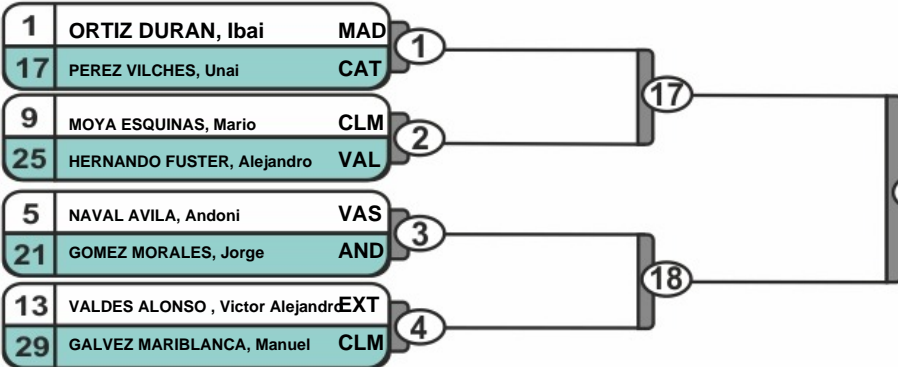 1 ORTIZ DURAN, Ibai MAD
1
17 PEREZ VILCHES, Unai CAT
17
9 MOYA ESQUINAS, Mario CLM
2
25 HERNANDO FUSTER, Alejandro VAL
5 NAVAL AVILA, Andoni VAS
3
21 GOMEZ MORALES, Jorge AND
18
13 VALDES ALONSO , Victor Alejandro EXT
4
29 GALVEZ MARIBLANCA, Manuel CLM